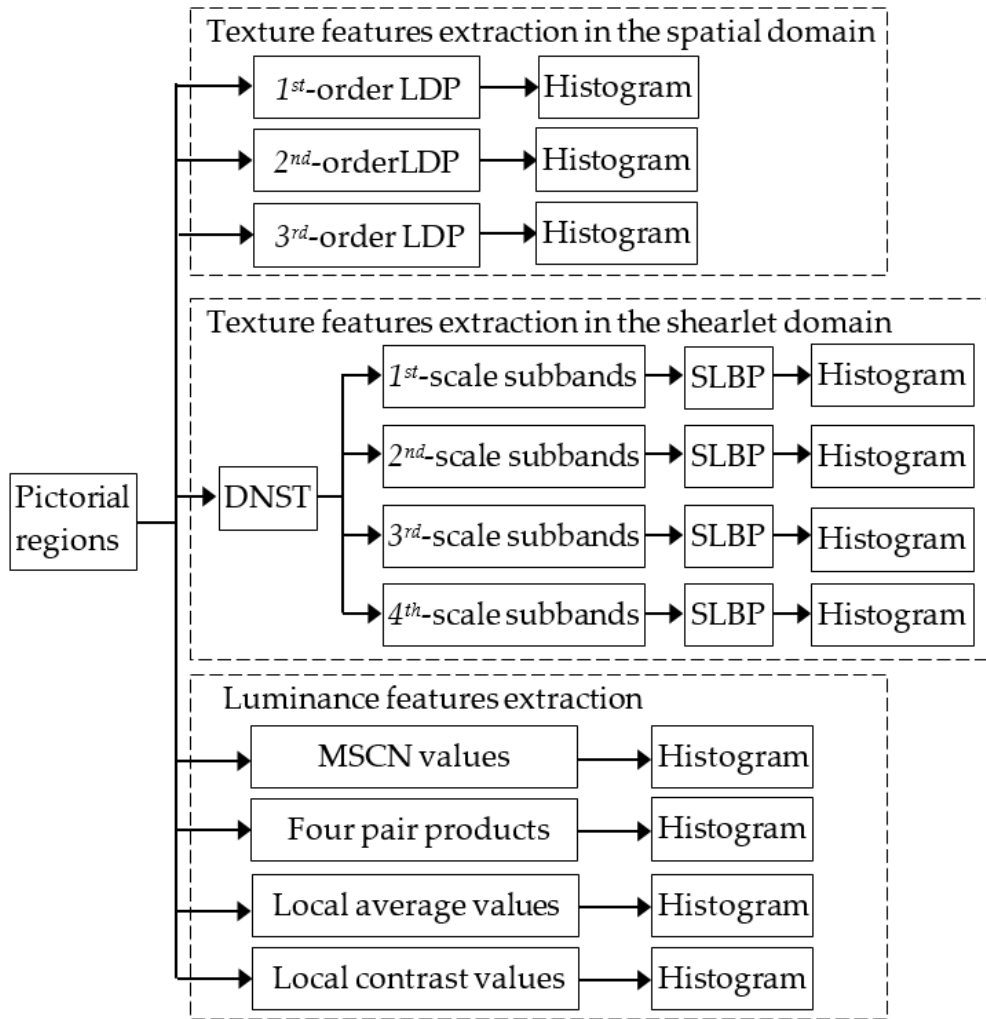 Texture features extraction in the spatial domain
1st-order LDP
Histogram
2nd-orderLDP
Histogram
3rd-order LDP
Histogram
Texture features extraction in the shearlet domain
1st-scale subbands
SLBP
Histogram
2nd-scale subbands
SLBP
Histogram
Pictorial
regions
DNST
3rd-scale subbands
SLBP
Histogram
4th-scale subbands
SLBP
Histogram
Luminance features extraction
MSCN values
Histogram
Four pair products
Histogram
Local average values
Histogram
Local contrast values
Histogram